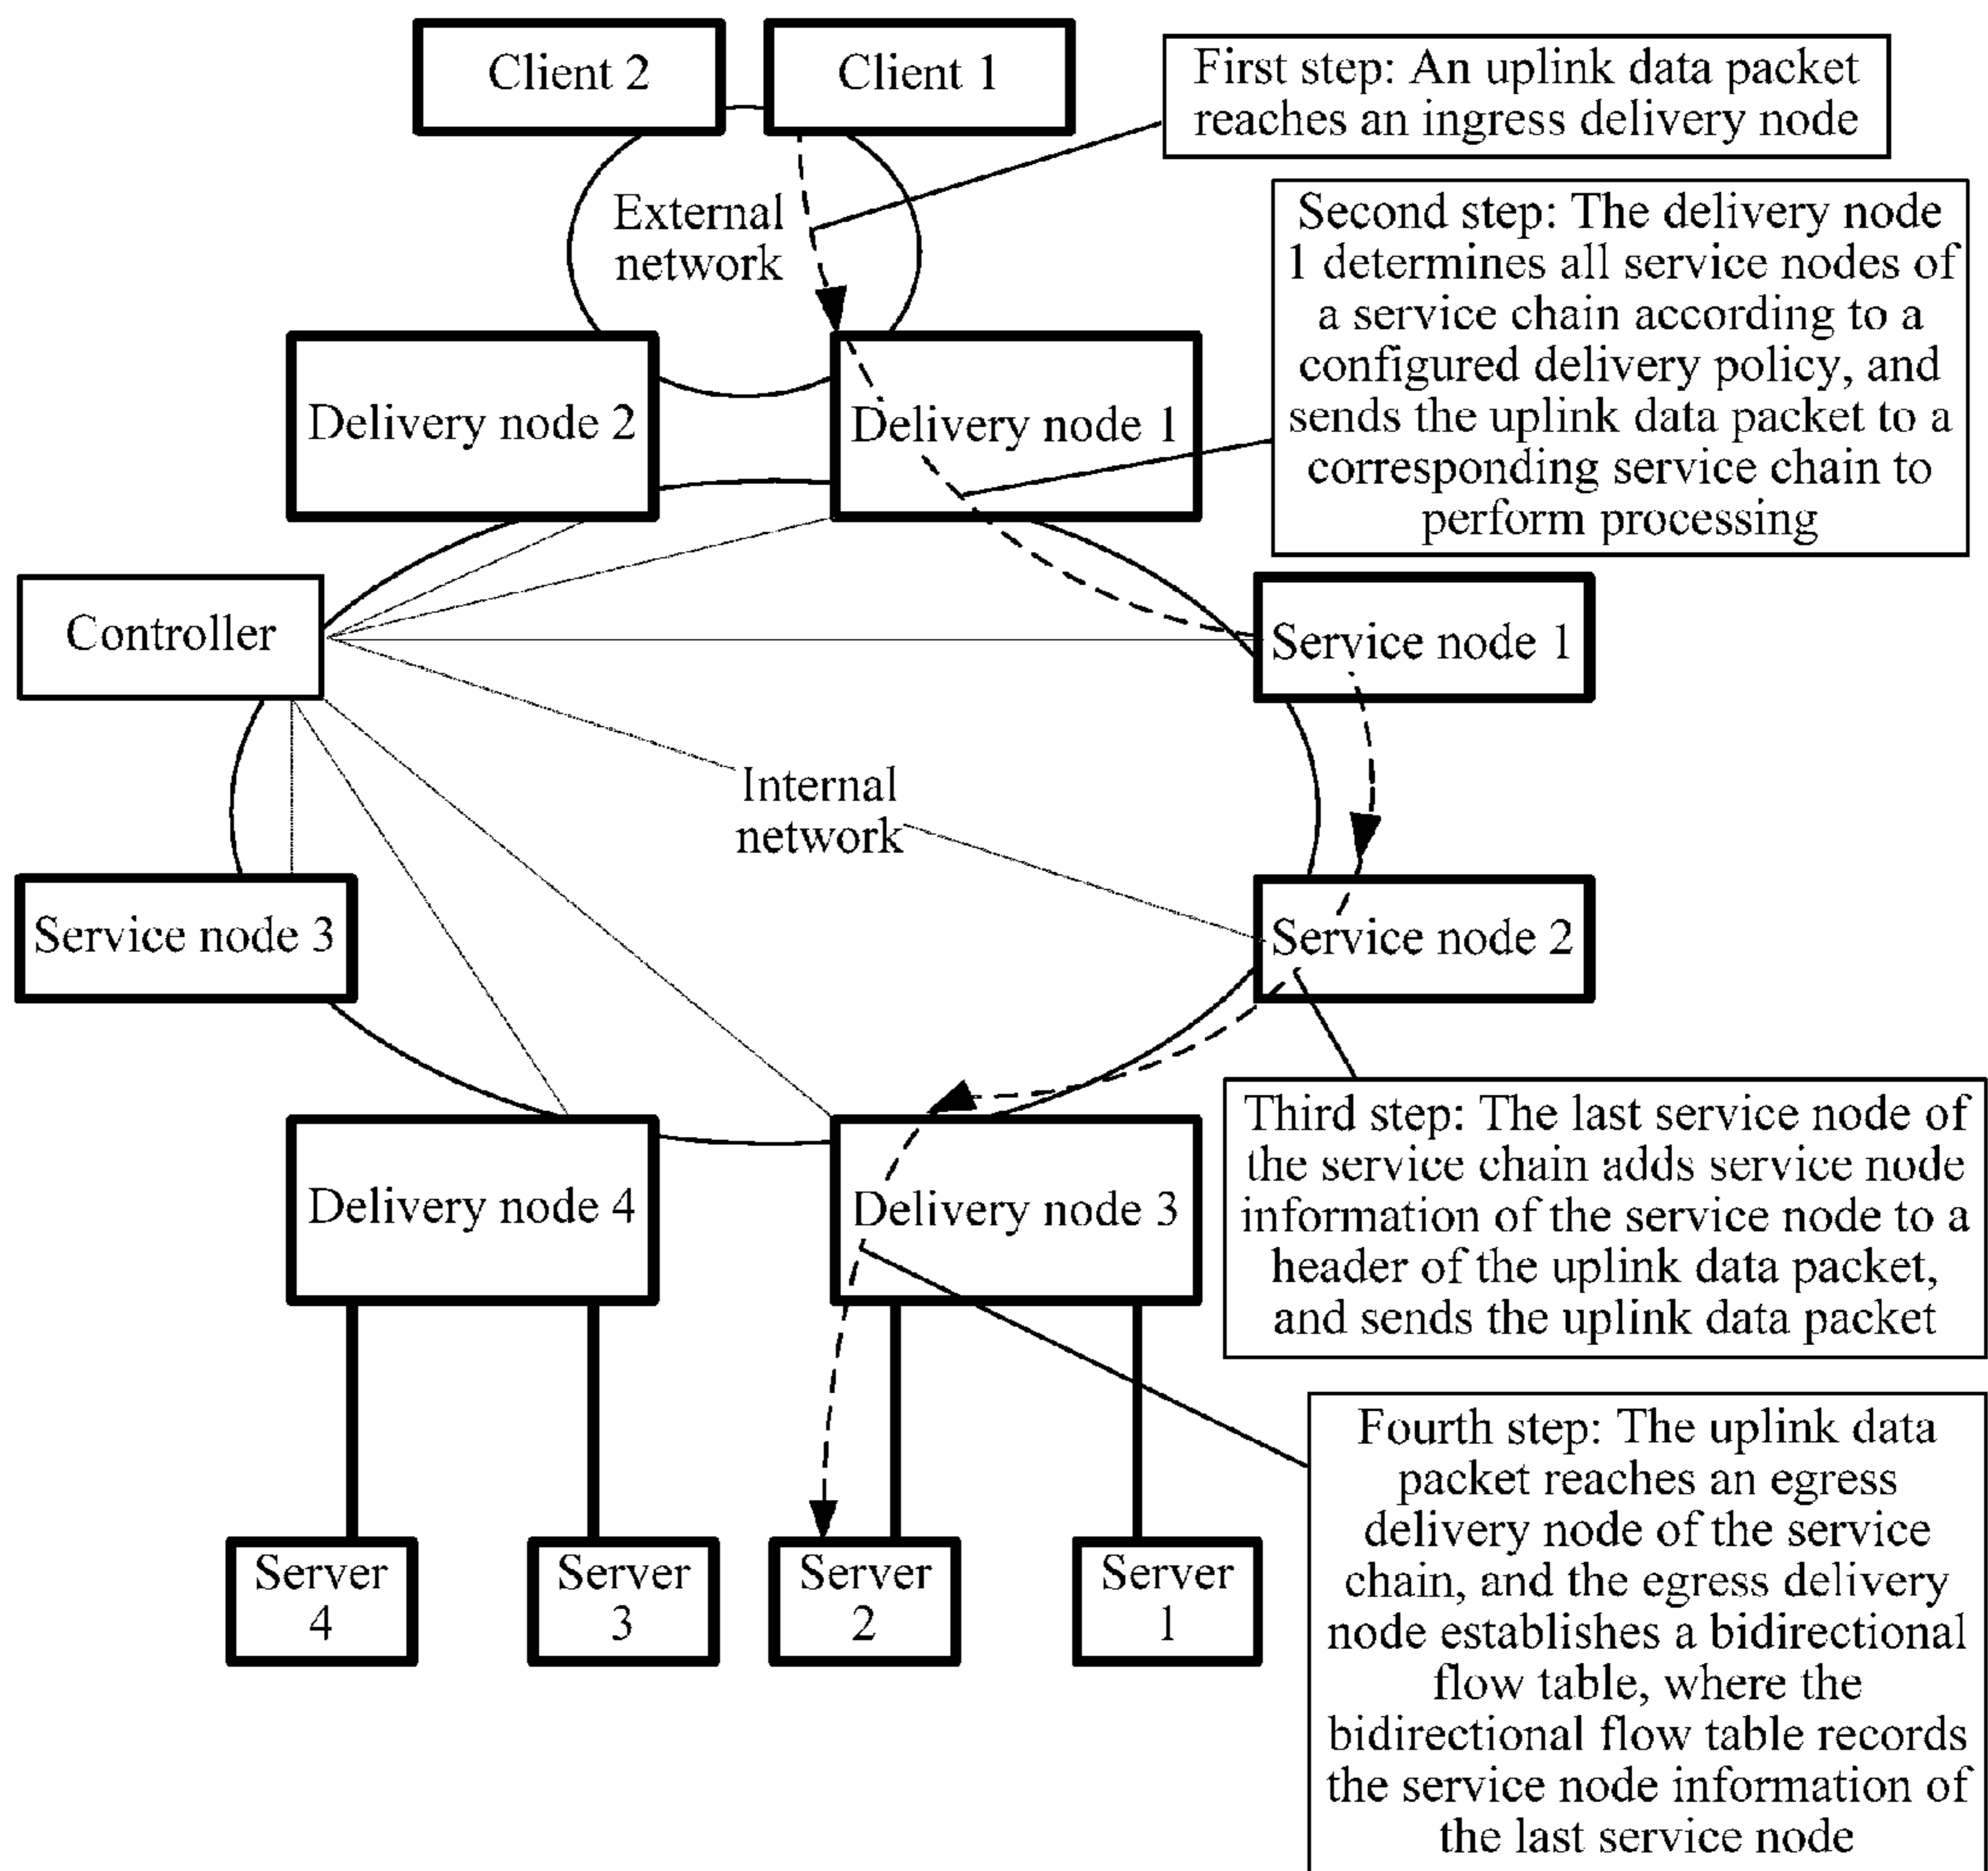 Client 2
Client 1
First step: An uplink data packet
reaches an ingress delivery node
External
network
Second step: The delivery node
1 determines all service nodes of
a service chain according to a
configured delivery policy, and
sends the uplink data packet to a
corresponding service chain to
perform processing
Delivery node 2
Delivery node 1
Controller
Service node 1
Internal
network
Service node 3
Service node 2
Third step: The last service node of
the service chain adds service node
information of the service node to a
header of the uplink data packet,
and sends the uplink data packet
Delivery node 4
Delivery node 3
Fourth step: The uplink data
packet reaches an egress
delivery node of the service
chain, and the egress delivery
node establishes a bidirectional
flow table, where the
bidirectional flow table records
the service node information of
the last service node
Server
4
Server
3
Server
2
Server
1